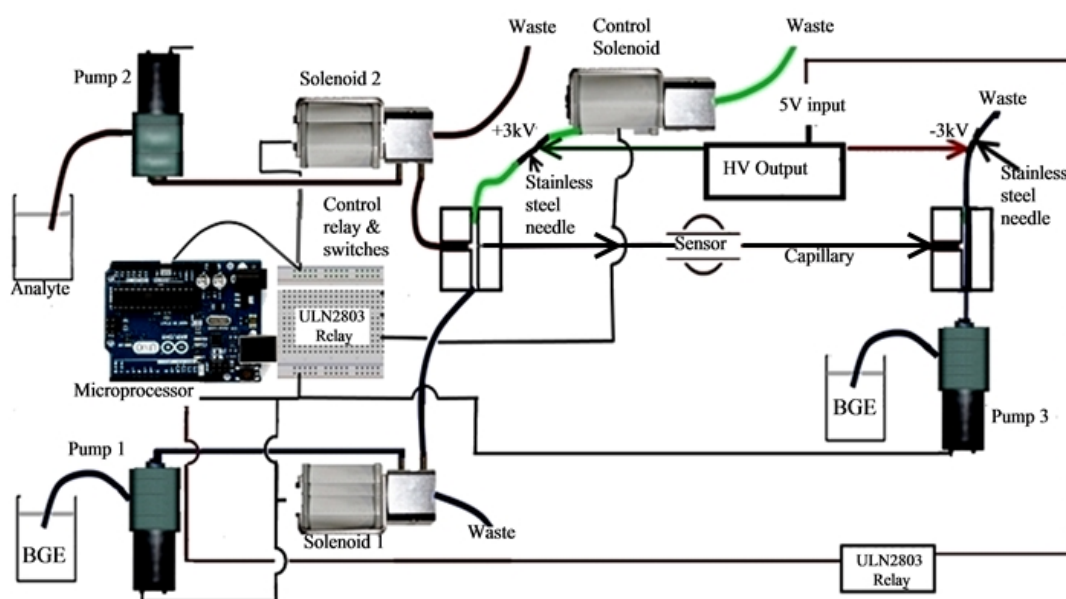 Waste
Control
Solenoid
Waste
Pump 2
Solenoid 2
5V input
Waste
+3kV
-3kV
HV Output
Stainless
steel
needle
Stainless
steel
needle
Control
relay &
switches
Sensor
Capillary
Analyte
ULN2803
Relay
Microprocessor
BGE
Pump 3
Pump 1
BGE
Waste
Solenoid 1
ULN2803
Relay